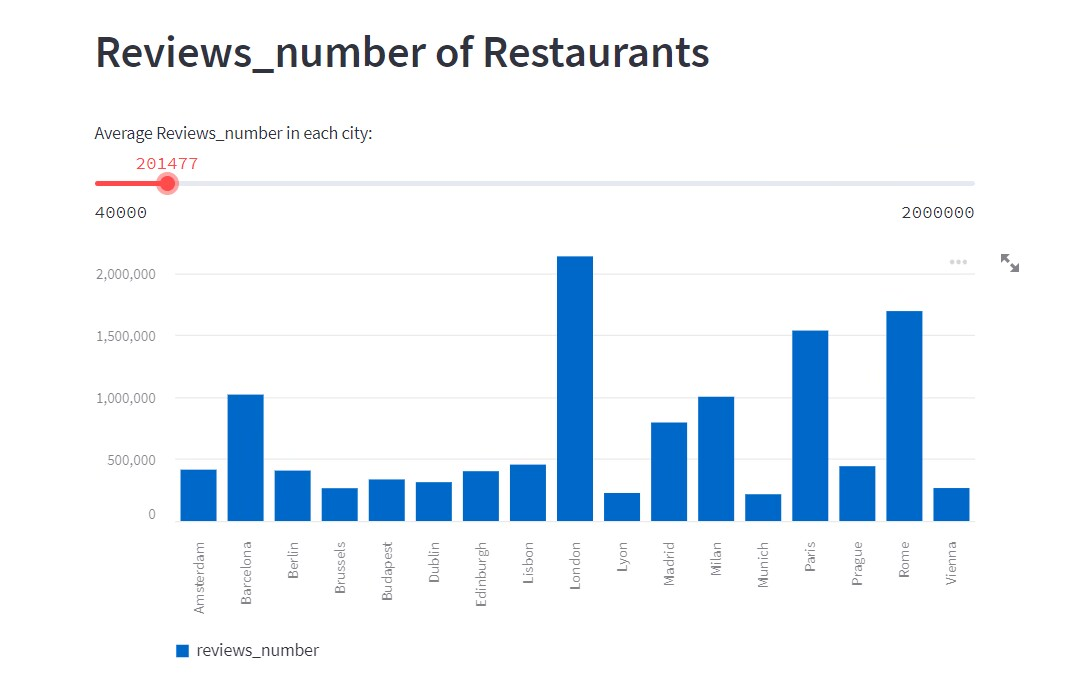 Reviews_number of Restaurants
Average Reviews_number in each city:
201477
40000 2000000
2,000,000
1,500,000
1,000,000
500,000
0
Amsterdam
Barcelona
Berlin
Brussels
Budapest
Dublin
Edinburgh
Lisbon
London
Lyon
Madrid
Milan
Munich
Paris
Prague
Rome
Vienna
reviews_number